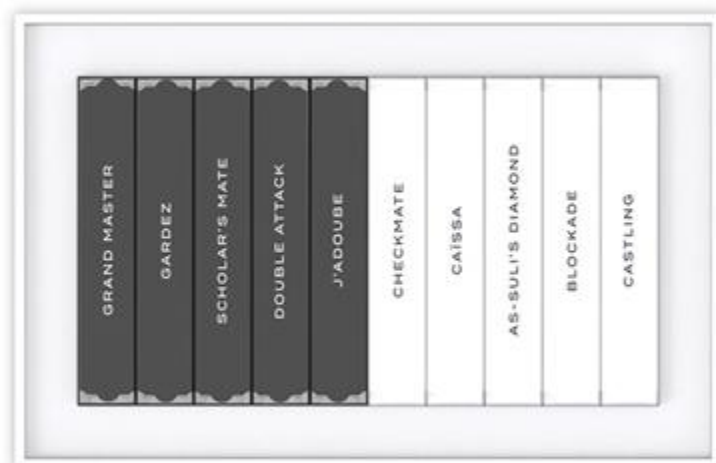 GRAND MASTER
GARDEZ
SCHOLAR'S MATE
DOUBLE ATTACK
J'ADOUBE
CHECKMATE
CAÏSSA
AS-SULI'S DIAMOND
BLOCKADE
CASTLING